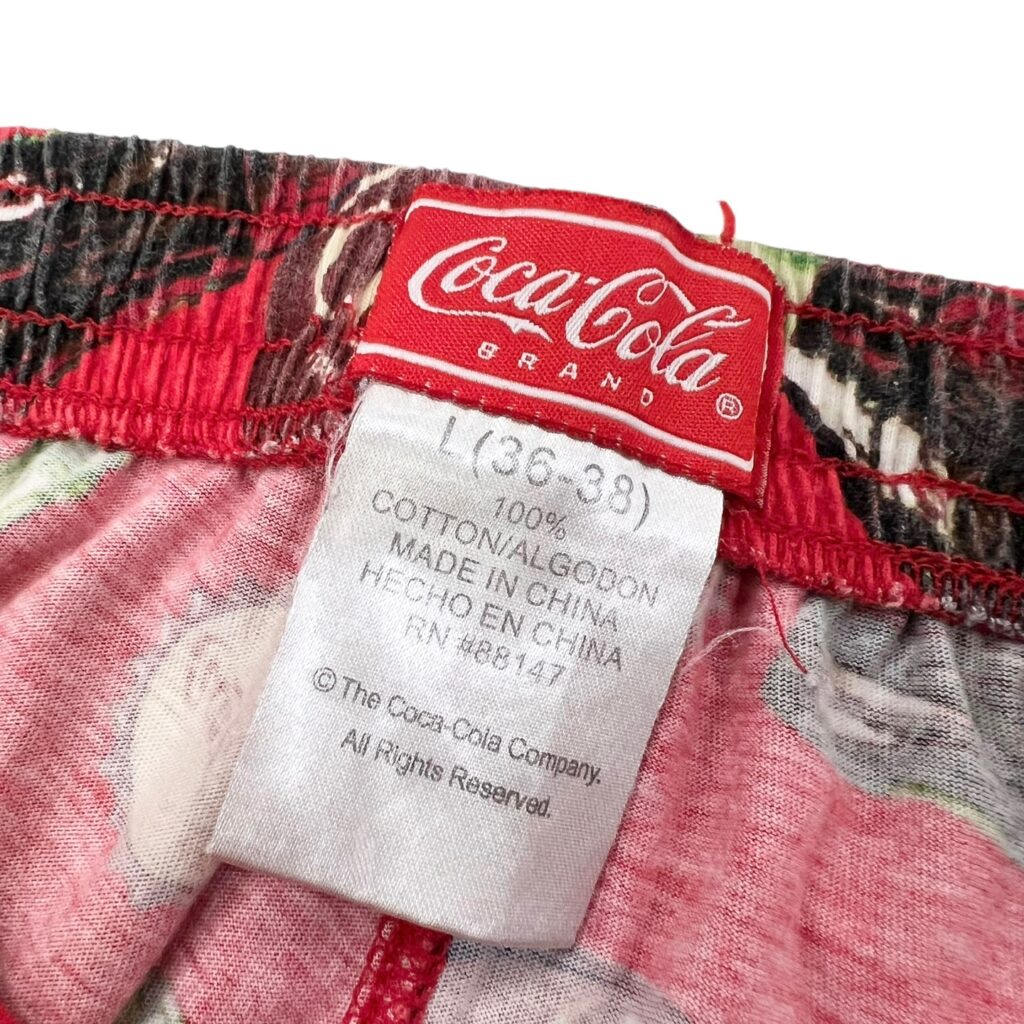 Coca-Cola
BRAND ®
L(36-38)
100%
COTTON/ALGODON
MADE IN CHINA
HECHO EN CHINA
RN #88147
©The Coca-Cola Company.
All Rights Reserved.